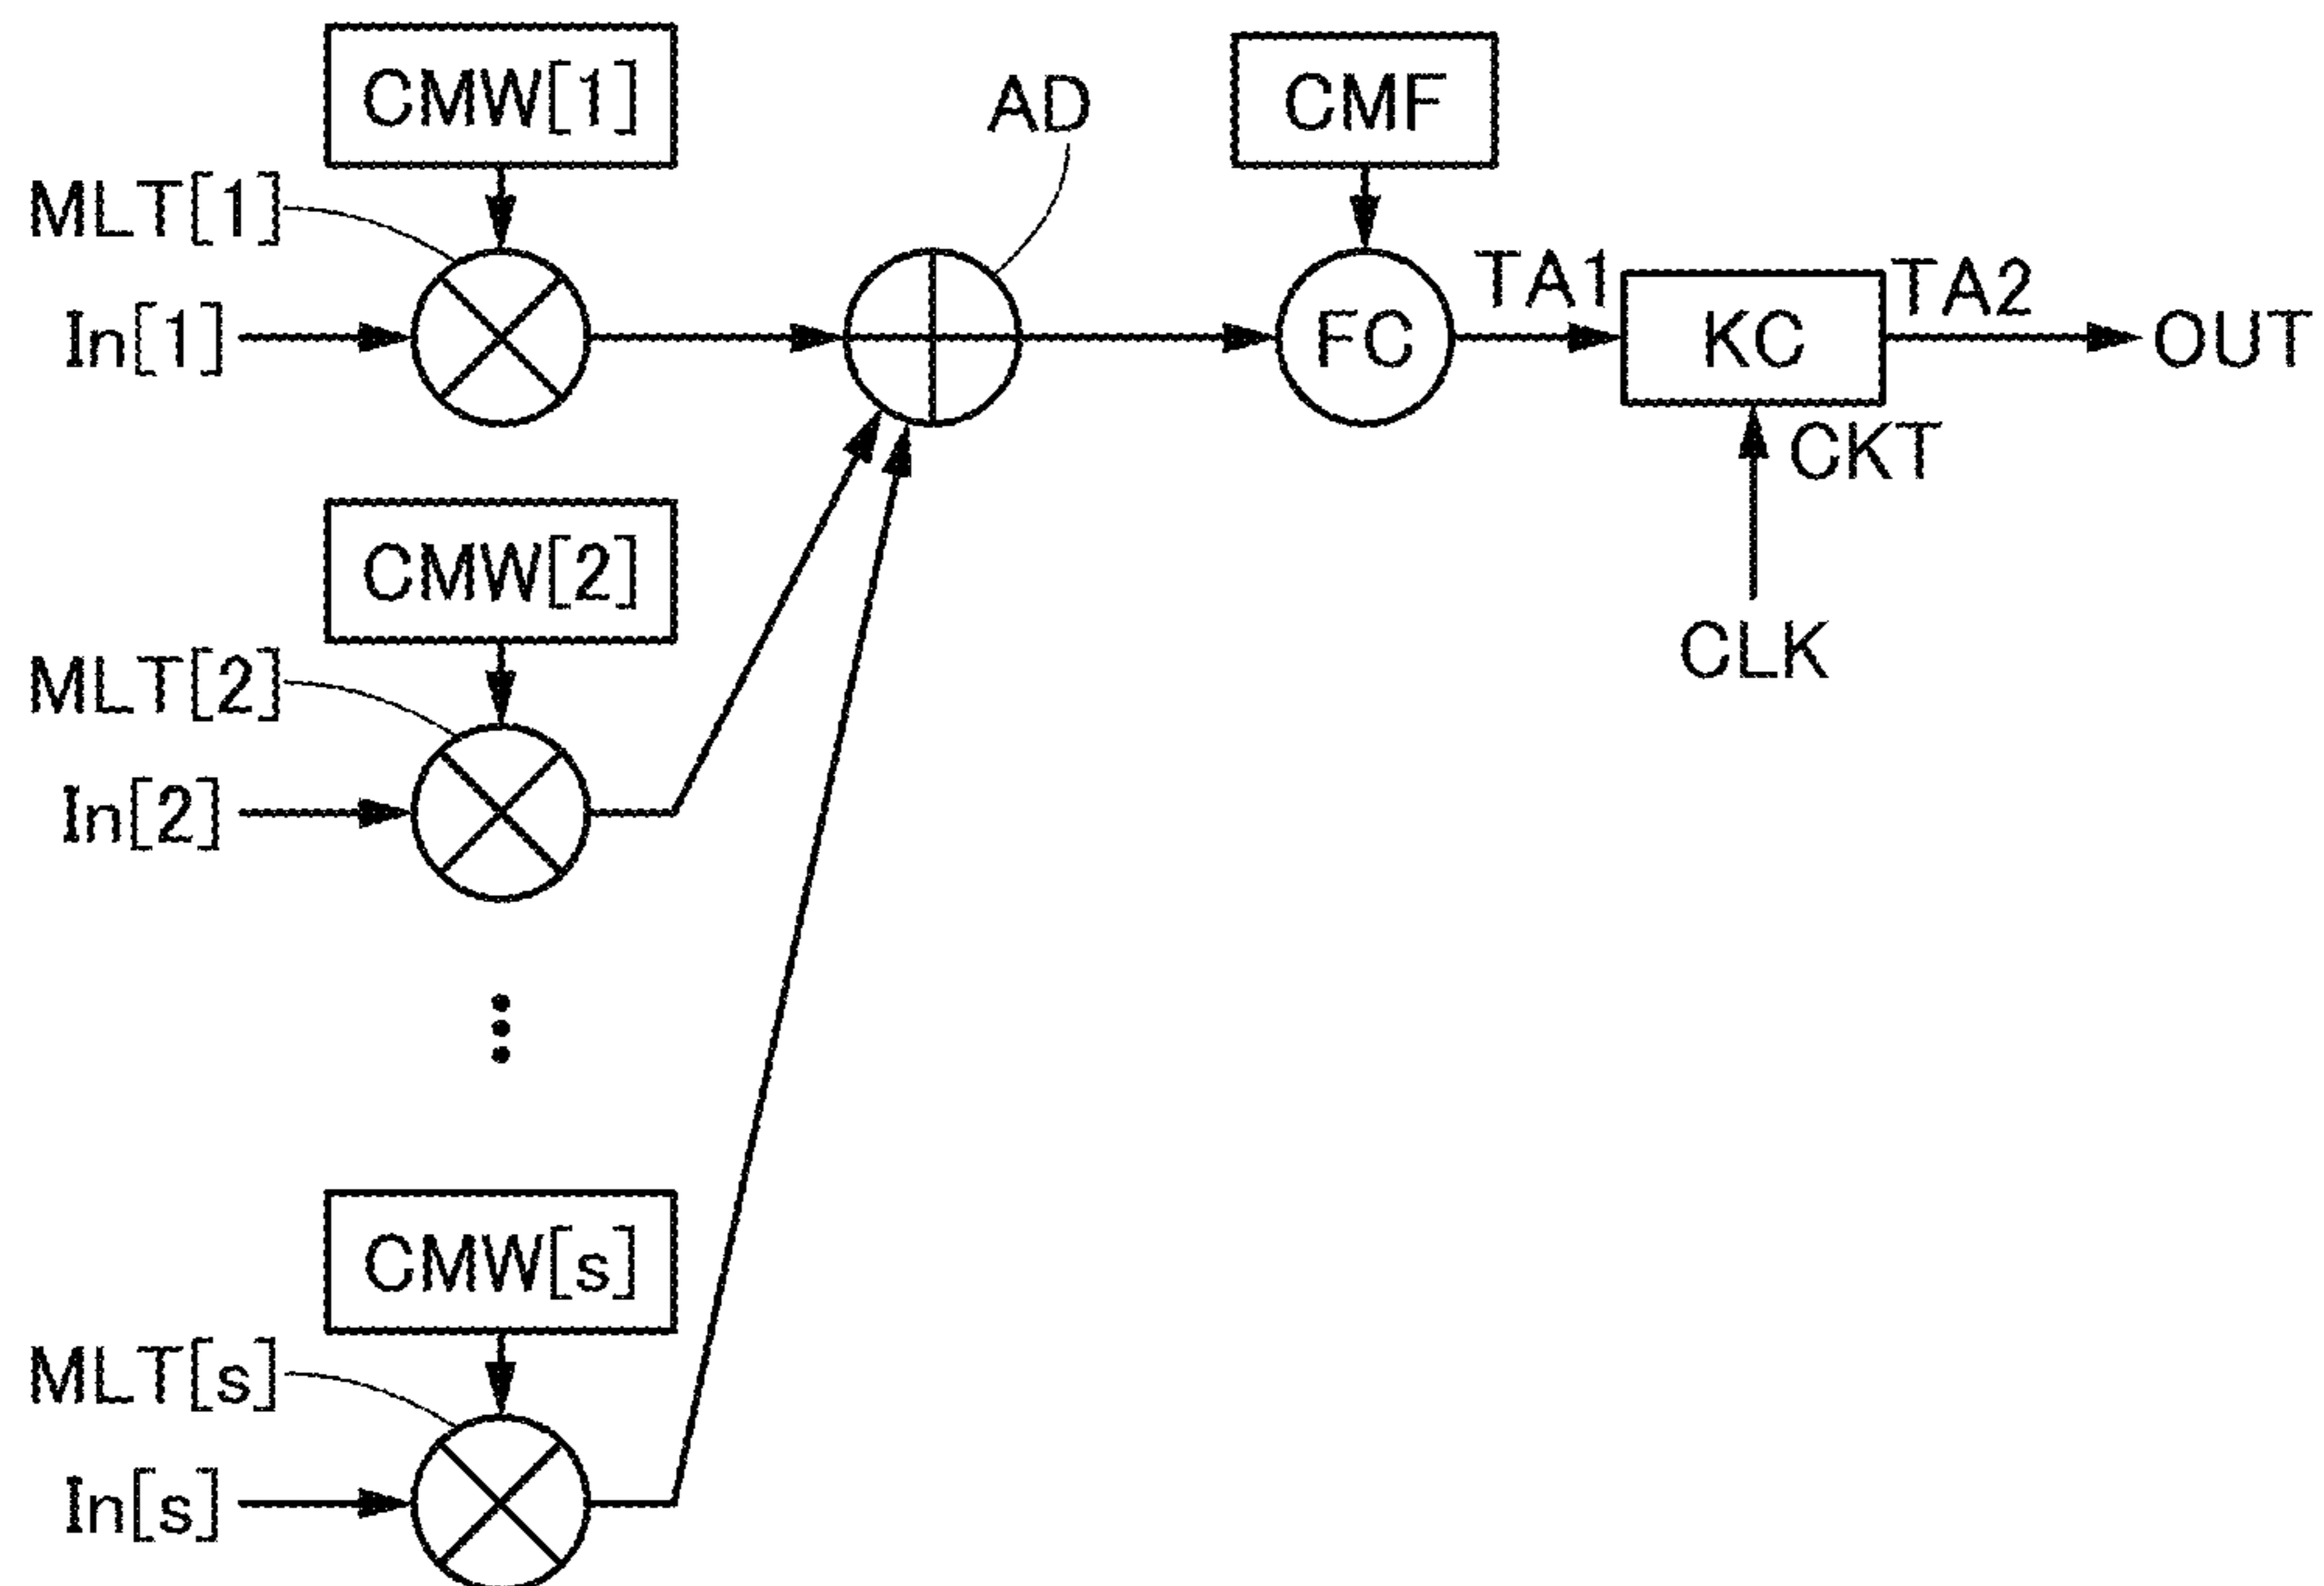 CMW[1]
AD
CMF
MLT[1]
In[1]
FC
TA1
KC
TA2
OUT
CKT
CLK
CMW[2]
MLT[2]
In[2]
CMW[s]
MLT[s]
In[s]